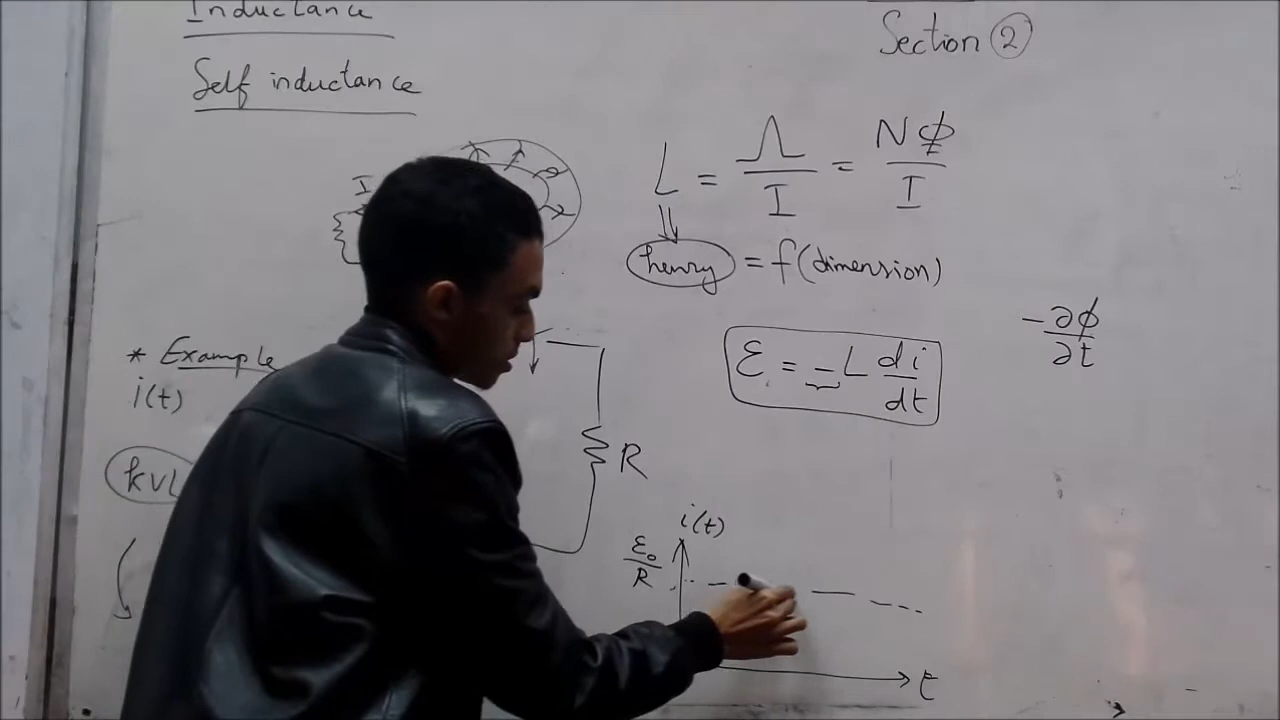 Inductance
Section ②
Self inductance
I
L = Λ/I = NΦ/I
henry = f(dimension)
-∂φ/∂t
* Example
i(t)
ε = -L di/dt
KVL
R
i(t)
ε₀/R
t